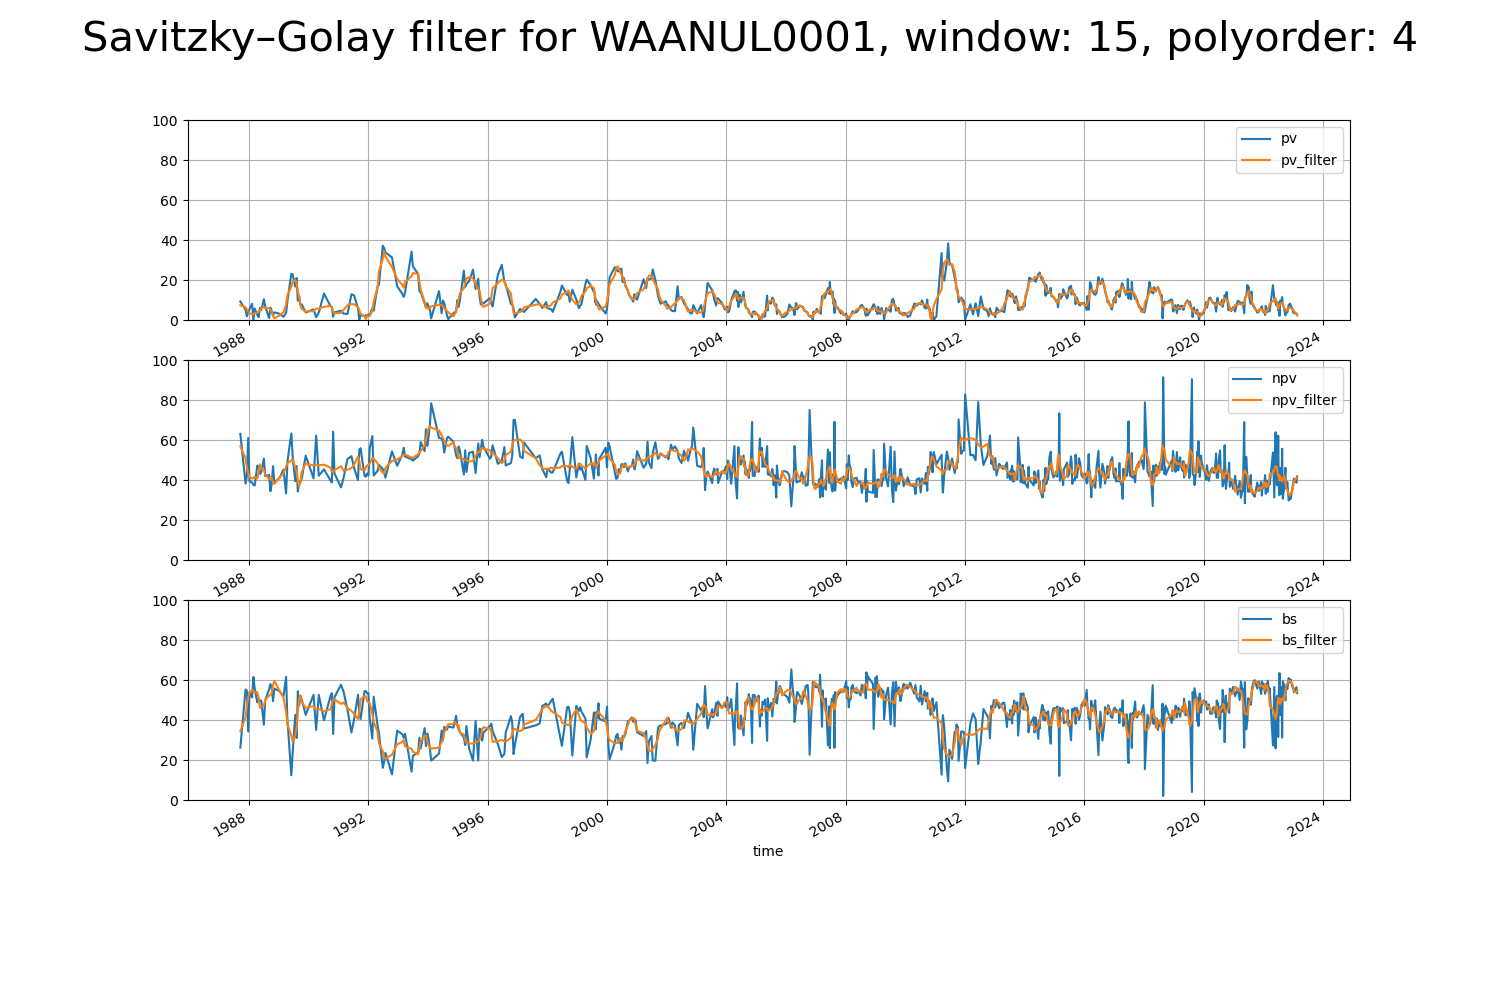 Savitzky–Golay filter for WAANUL0001, window: 15, polyorder: 4
100
80
60
40
20
0
pv
pv_filter
1988 1992 1996 2000 2004 2008 2012 2016 2020 2024
100
80
60
40
20
0
npv
npv_filter
1988 1992 1996 2000 2004 2008 2012 2016 2020 2024
100
80
60
40
20
0
bs
bs_filter
1988 1992 1996 2000 2004 2008 2012 2016 2020 2024
time